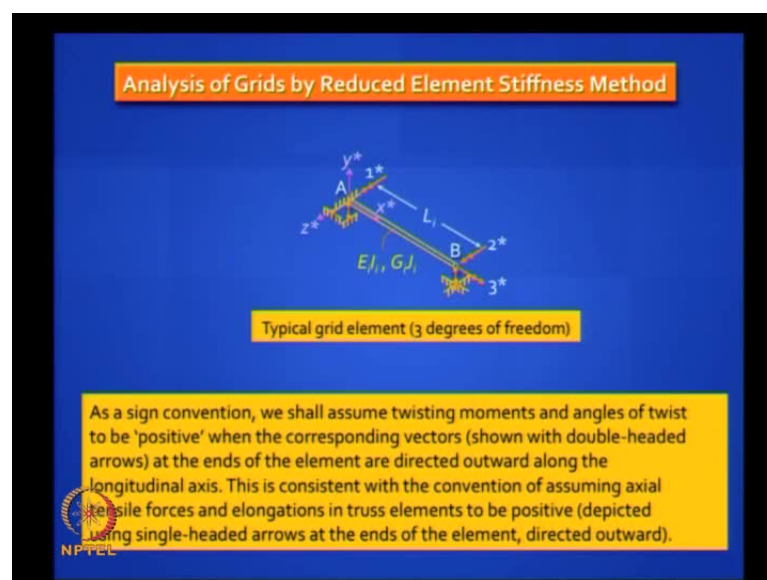 Analysis of Grids by Reduced Element Stiffness Method
y*
1*
A
x*
z*
Lᵢ
2*
B
EᵢIᵢ, GᵢJᵢ
3*
Typical grid element (3 degrees of freedom)
As a sign convention, we shall assume twisting moments and angles of twist
to be ‘positive’ when the corresponding vectors (shown with double-headed
arrows) at the ends of the element are directed outward along the
longitudinal axis. This is consistent with the convention of assuming axial
tensile forces and elongations in truss elements to be positive (depicted
using single-headed arrows at the ends of the element, directed outward).
NPTEL